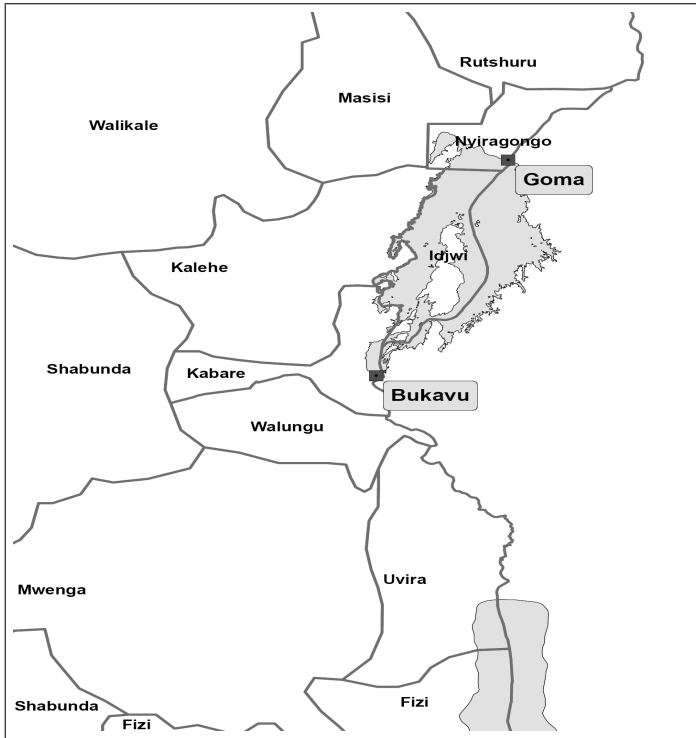 Rutshuru
Masisi
Walikale
Nyiragongo
Goma
Idjwi
Kalehe
Shabunda
Kabare
Bukavu
Walungu
Uvira
Mwenga
Fizi
Shabunda
Fizi